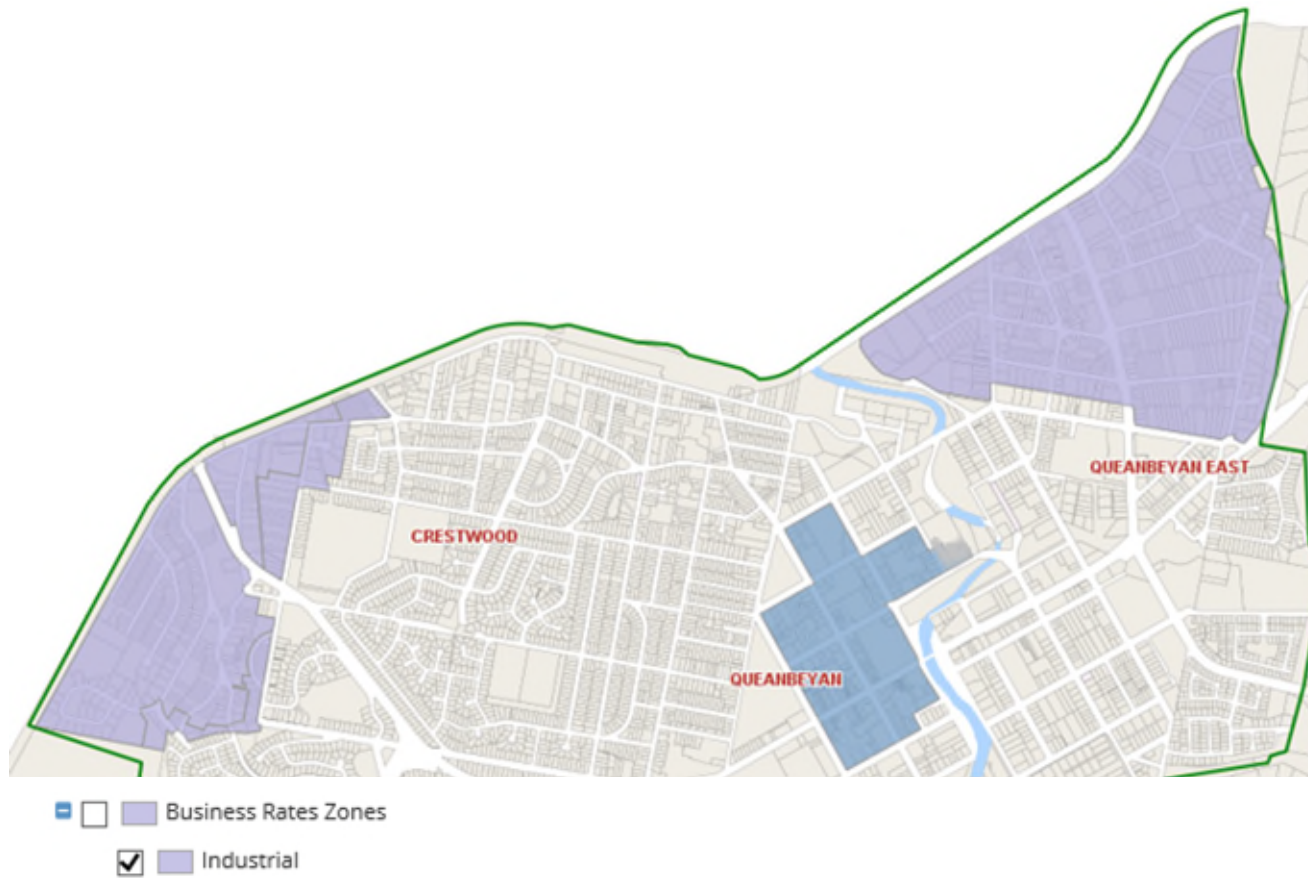 QUEANBEYAN EAST
CRESTWOOD
QUEANBEYAN
Business Rates Zones
Industrial